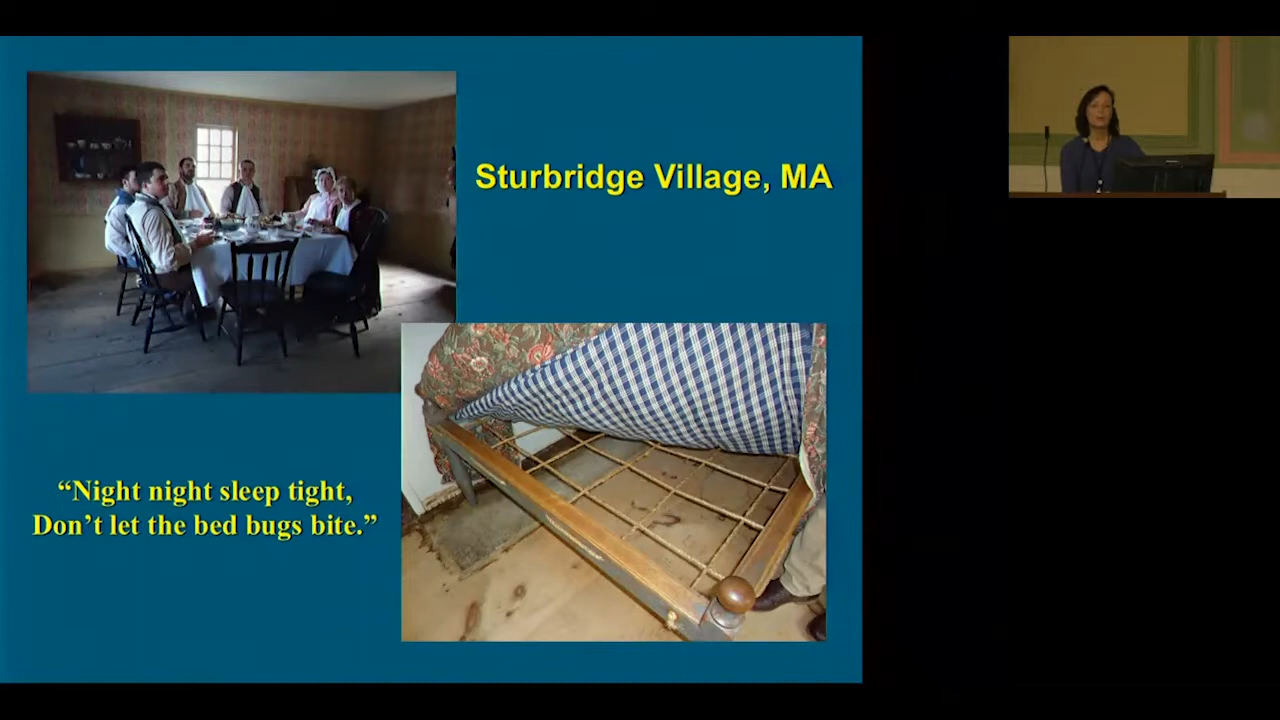 Sturbridge Village, MA
“Night night sleep tight,
Don’t let the bed bugs bite.”